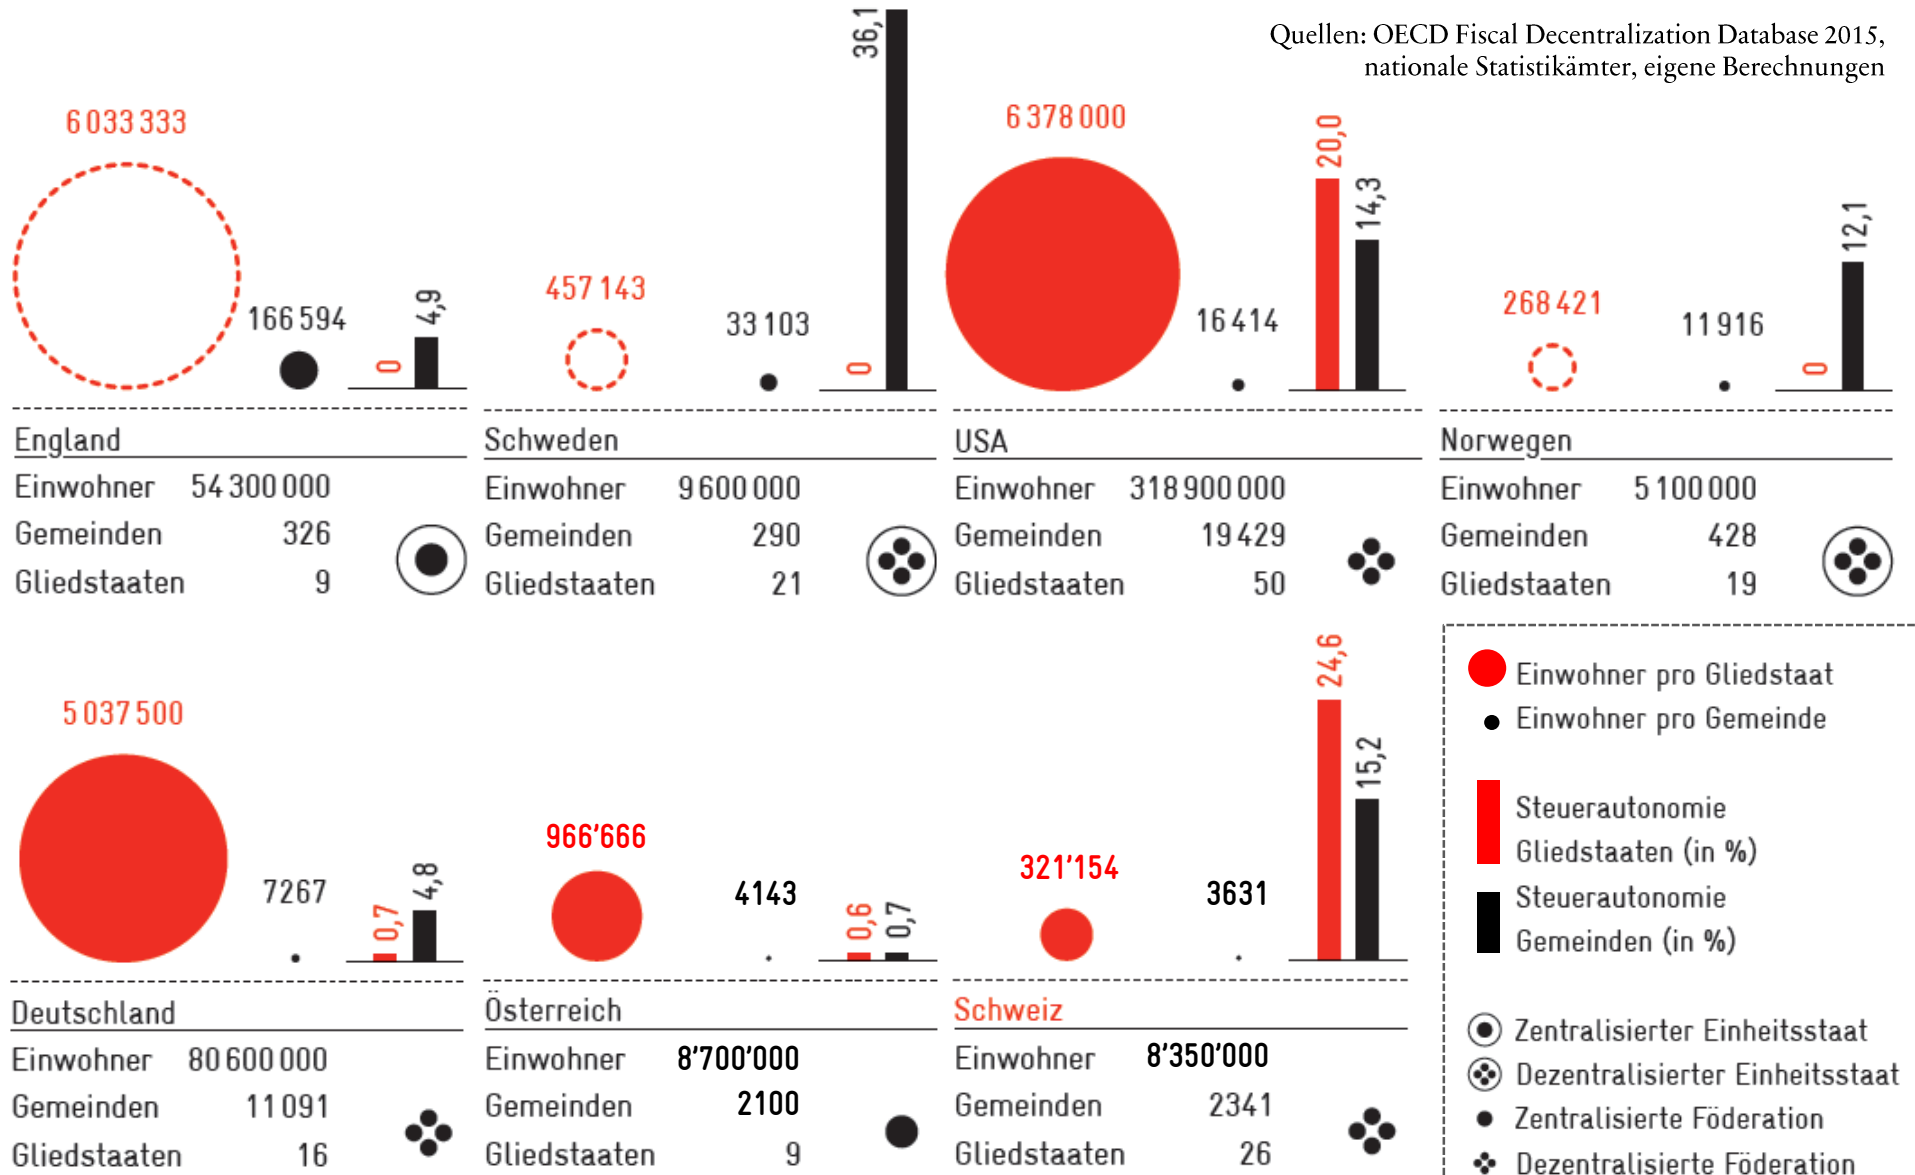 Quellen: OECD Fiscal Decentralization Database 2015,
nationale Statistikämter, eigene Berechnungen
6 033 333
166 594
0
4,9
England
Einwohner 54 300 000
Gemeinden 326
Gliedstaaten 9
457 143
33 103
0
36,1
Schweden
Einwohner 9 600 000
Gemeinden 290
Gliedstaaten 21
6 378 000
16 414
20,0
14,3
USA
Einwohner 318 900 000
Gemeinden 19 429
Gliedstaaten 50
268 421
11 916
0
12,1
Norwegen
Einwohner 5 100 000
Gemeinden 428
Gliedstaaten 19
5 037 500
7267
0,7
4,8
Deutschland
Einwohner 80 600 000
Gemeinden 11 091
Gliedstaaten 16
966'666
4143
0,6
0,7
Österreich
Einwohner 8'700'000
Gemeinden 2100
Gliedstaaten 9
321'154
3631
24,6
15,2
Schweiz
Einwohner 8'350'000
Gemeinden 2341
Gliedstaaten 26
Einwohner pro Gliedstaat
Einwohner pro Gemeinde
Steuerautonomie
Gliedstaaten (in %)
Steuerautonomie
Gemeinden (in %)
Zentralisierter Einheitsstaat
Dezentralisierter Einheitsstaat
Zentralisierte Föderation
Dezentralisierte Föderation